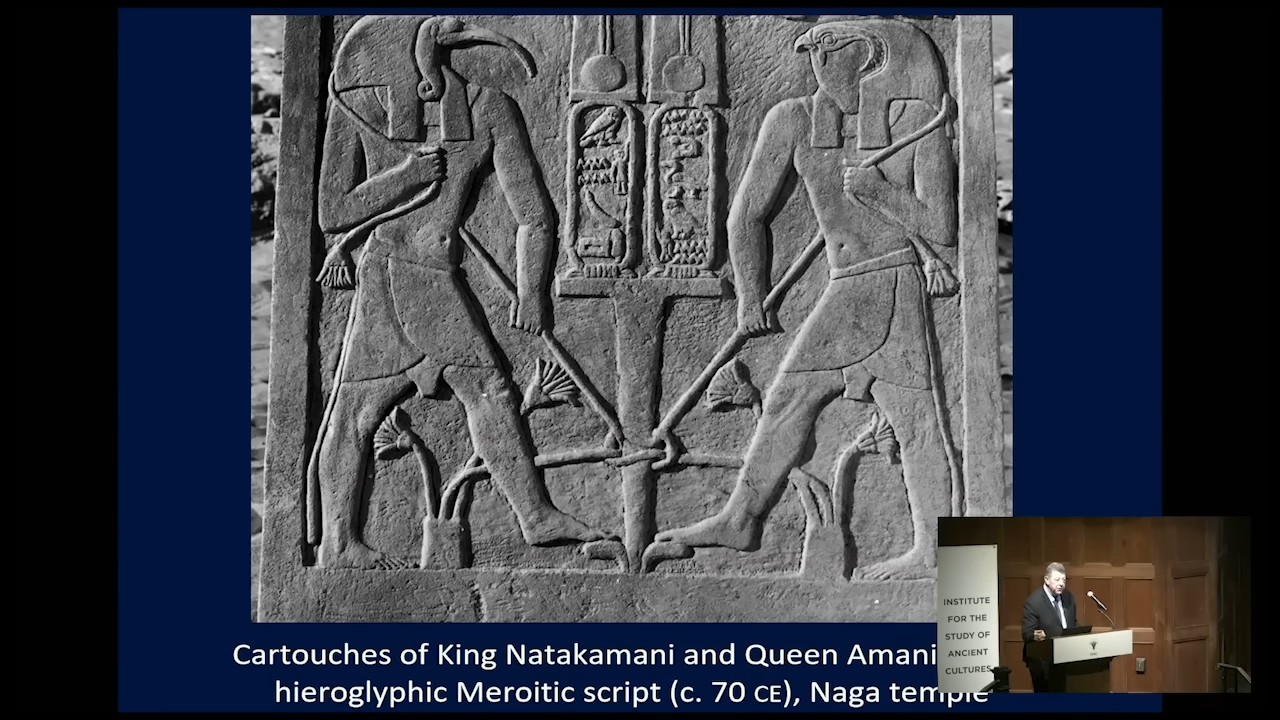 Cartouches of King Natakamani and Queen Amani
hieroglyphic Meroitic script (c. 70 CE), Naga temple
INSTITUTE
FOR THE
STUDY OF
ANCIENT
CULTURES